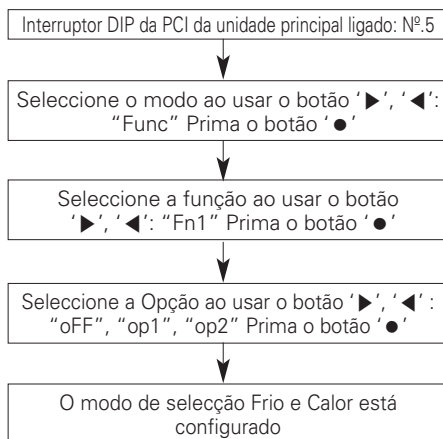 Interruptor DIP da PCI da unidade principal ligado: Nº.5
Seleccione o modo ao usar o botão ‘▶’, ‘◀’:
“Func” Prima o botão ‘●’
Seleccione a função ao usar o botão
‘▶’, ‘◀’: “Fn1” Prima o botão ‘●’
Seleccione a Opção ao usar o botão ‘▶’, ‘◀’ :
“oFF”, “op1”, “op2” Prima o botão ‘●’
O modo de selecção Frio e Calor está
configurado